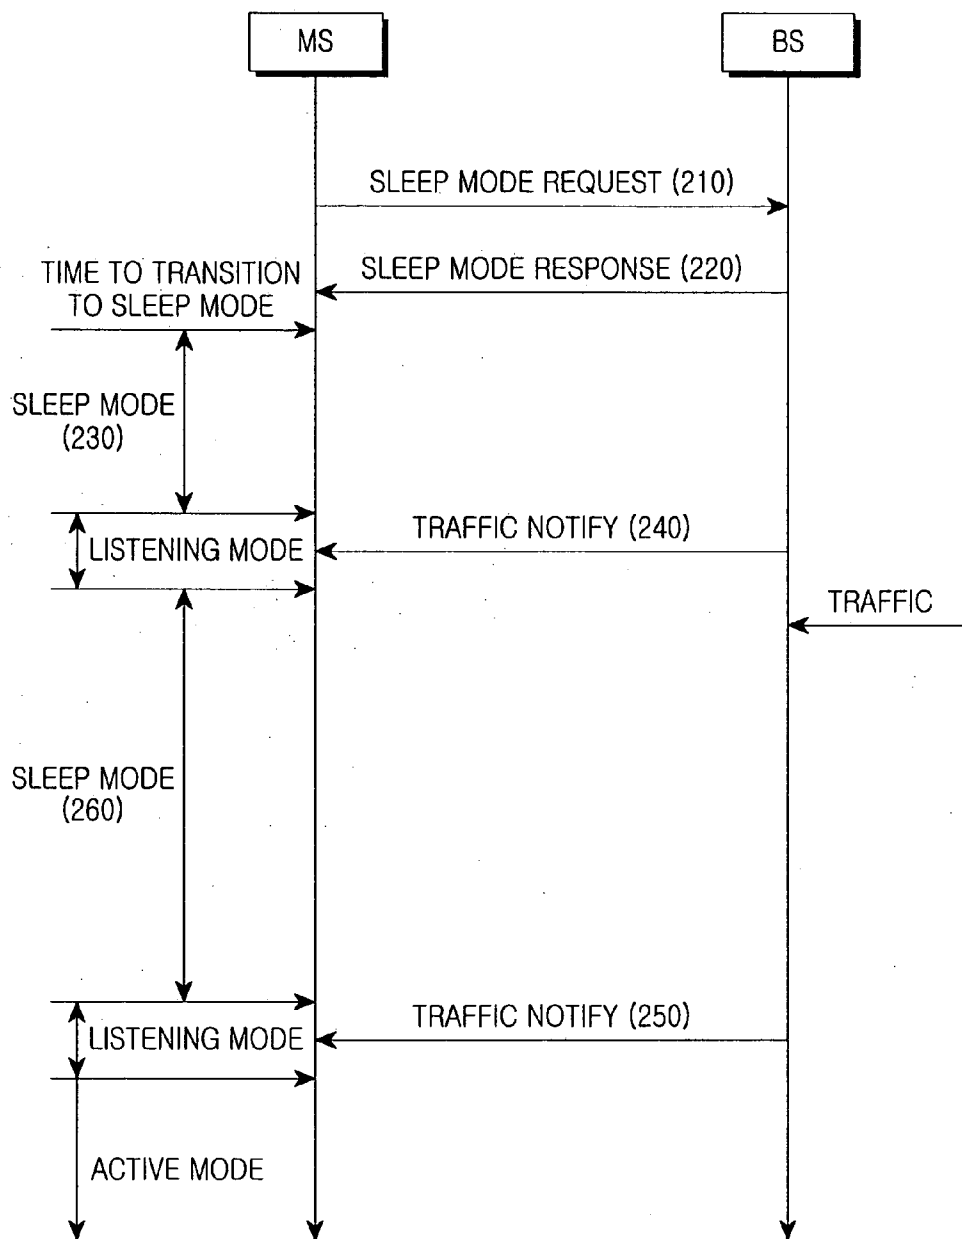 MS
BS
SLEEP MODE REQUEST (210)
SLEEP MODE RESPONSE (220)
TIME TO TRANSITION
TO SLEEP MODE
SLEEP MODE
(230)
TRAFFIC NOTIFY (240)
LISTENING MODE
TRAFFIC
SLEEP MODE
(260)
TRAFFIC NOTIFY (250)
LISTENING MODE
ACTIVE MODE